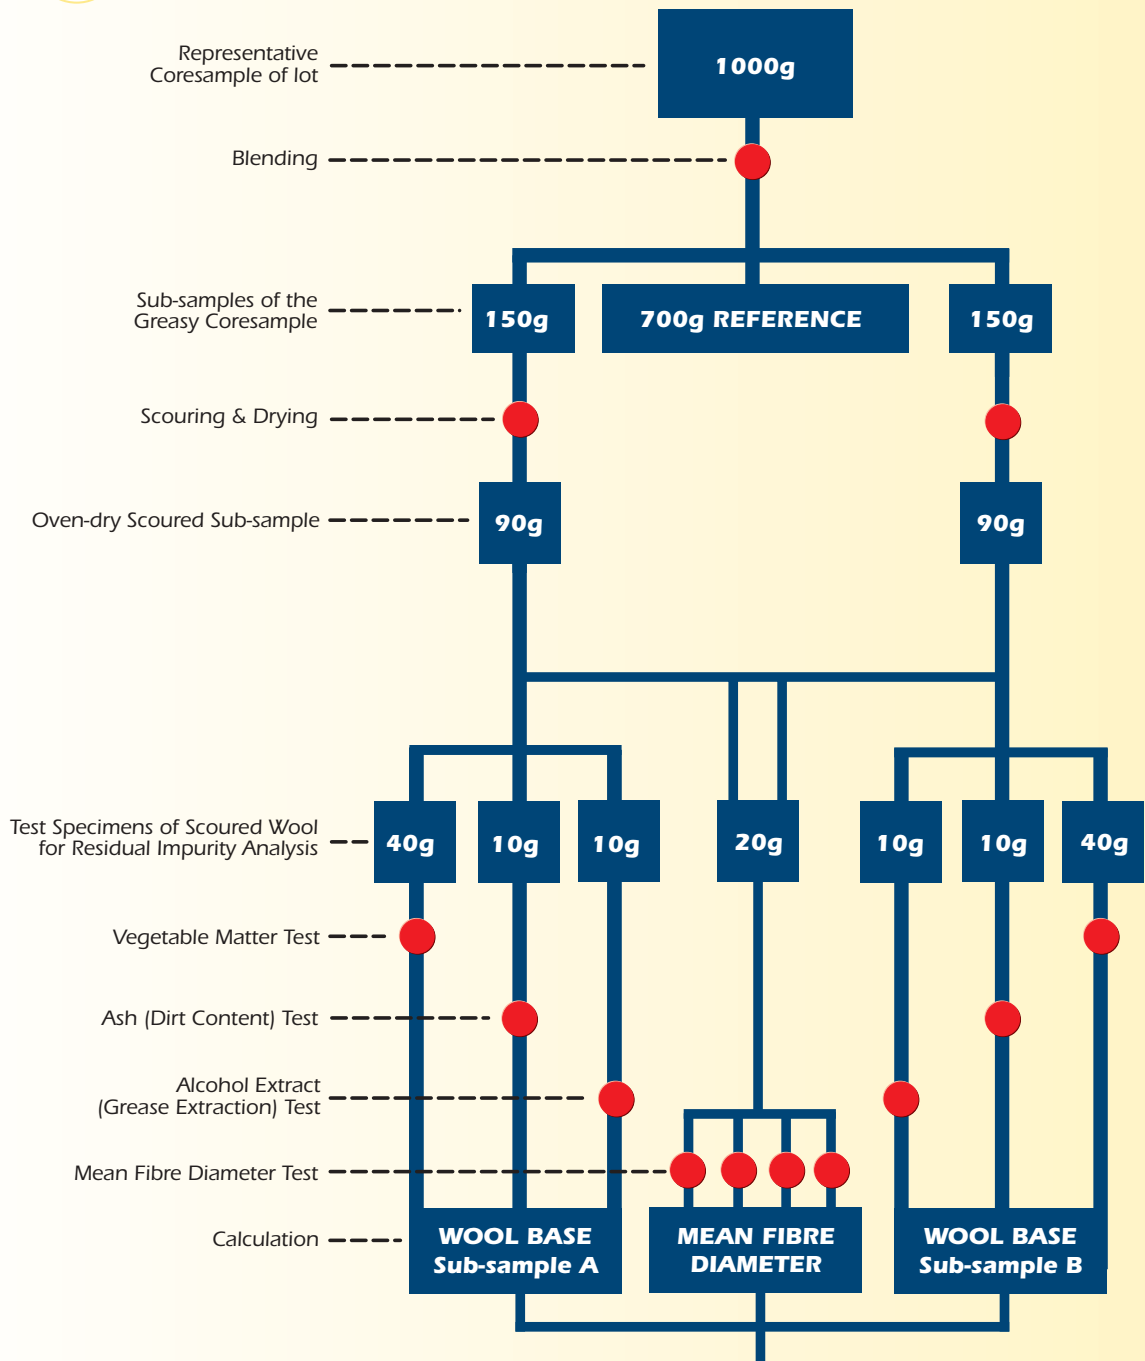 Representative
Coresample of lot
1000g
Blending
Sub-samples of the
Greasy Coresample
150g
700g REFERENCE
150g
Scouring & Drying
Oven-dry Scoured Sub-sample
90g
90g
Test Specimens of Scoured Wool
for Residual Impurity Analysis
40g
10g
10g
20g
10g
10g
40g
Vegetable Matter Test
Ash (Dirt Content) Test
Alcohol Extract
(Grease Extraction) Test
Mean Fibre Diameter Test
Calculation
WOOL BASE
Sub-sample A
MEAN FIBRE
DIAMETER
WOOL BASE
Sub-sample B